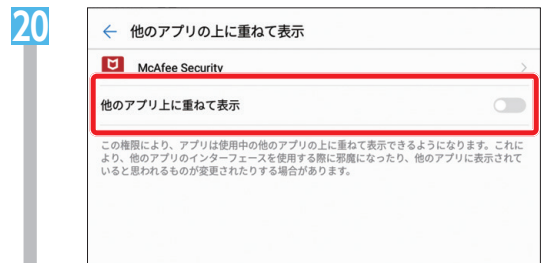 20
← 他のアプリの上に重ねて表示
McAfee Security
他のアプリ上に重ねて表示
この権限により、アプリは使用中の他のアプリの上に重ねて表示できるようになります。これに
より、他のアプリのインターフェースを使用する際に邪魔になったり、他のアプリに表示されて
いると思われるものが変更されたりする場合があります。